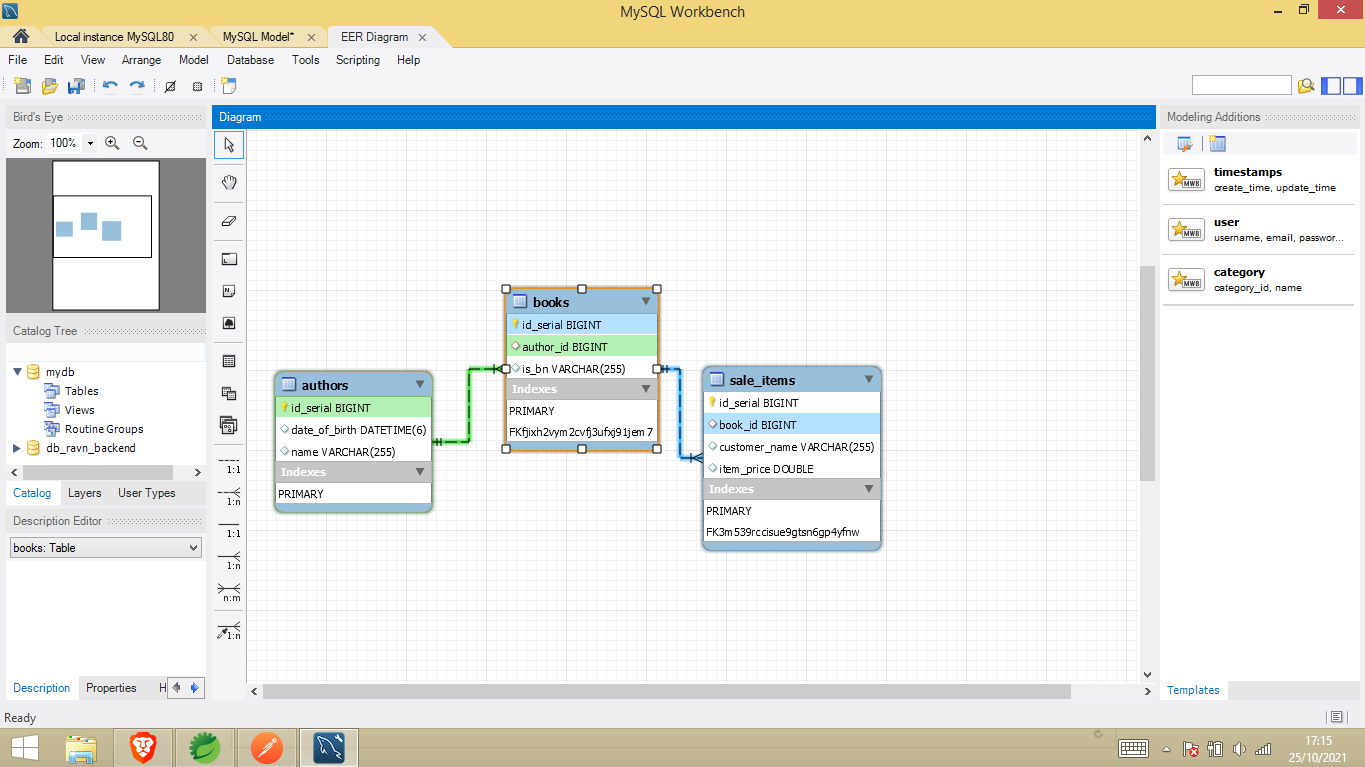 MySQL Workbench
Local instance MySQL80
MySQL Model*
EER Diagram
File Edit View Arrange Model Database Tools Scripting Help
Bird's Eye
Zoom: 100%
Catalog Tree
mydb
Tables
Views
Routine Groups
db_ravn_backend
Catalog Layers User Types
Description Editor
books: Table
Description Properties H
Ready
Diagram
1:1
1:n
1:1
1:n
n:m
1:n
authors
id_serial BIGINT
date_of_birth DATETIME(6)
name VARCHAR(255)
Indexes
PRIMARY
books
id_serial BIGINT
author_id BIGINT
is_bn VARCHAR(255)
Indexes
PRIMARY
FKfjixh2vym2cvfj3ufxj91jem7
sale_items
id_serial BIGINT
book_id BIGINT
customer_name VARCHAR(255)
item_price DOUBLE
Indexes
PRIMARY
FK3m539rccisue9gtsn6gp4yfnw
Modeling Additions
MWB
timestamps
create_time, update_time
MWB
user
username, email, passwor...
MWB
category
category_id, name
Templates
17:15
25/10/2021